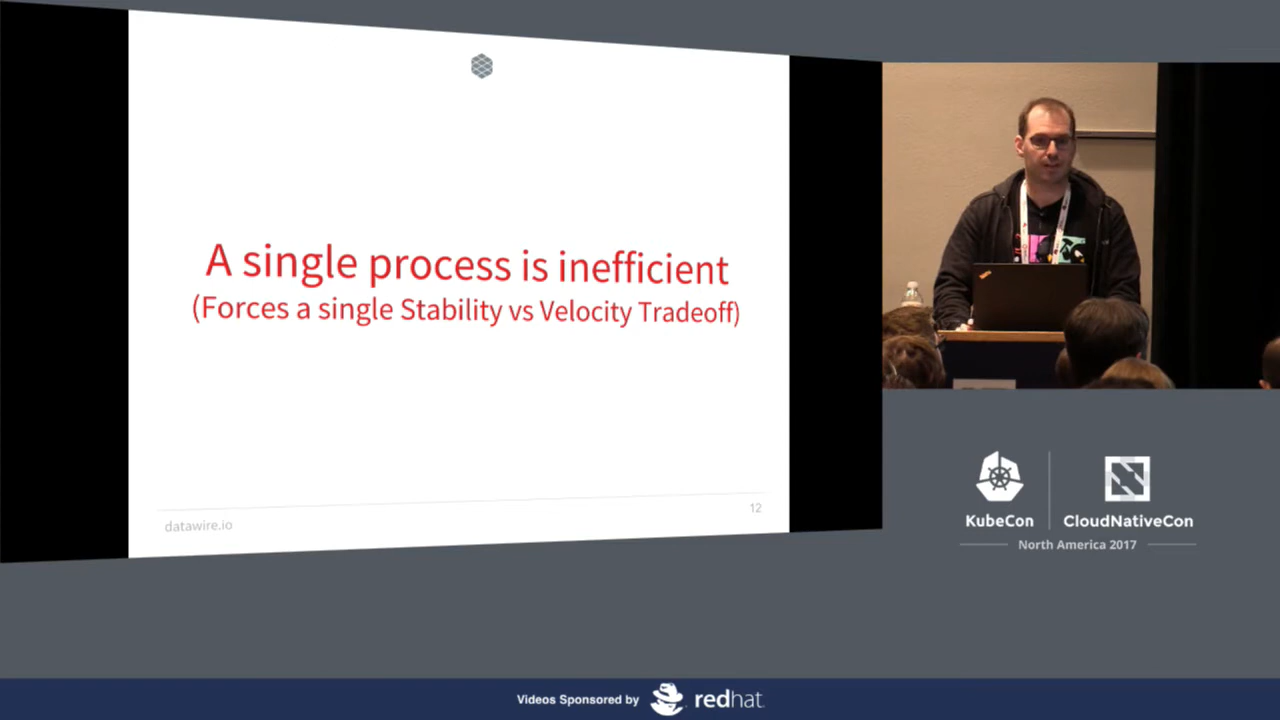 A single process is inefficient
(Forces a single Stability vs Velocity Tradeoff)
datawire.io
12
KubeCon
CloudNativeCon
North America 2017
Videos Sponsored by
redhat